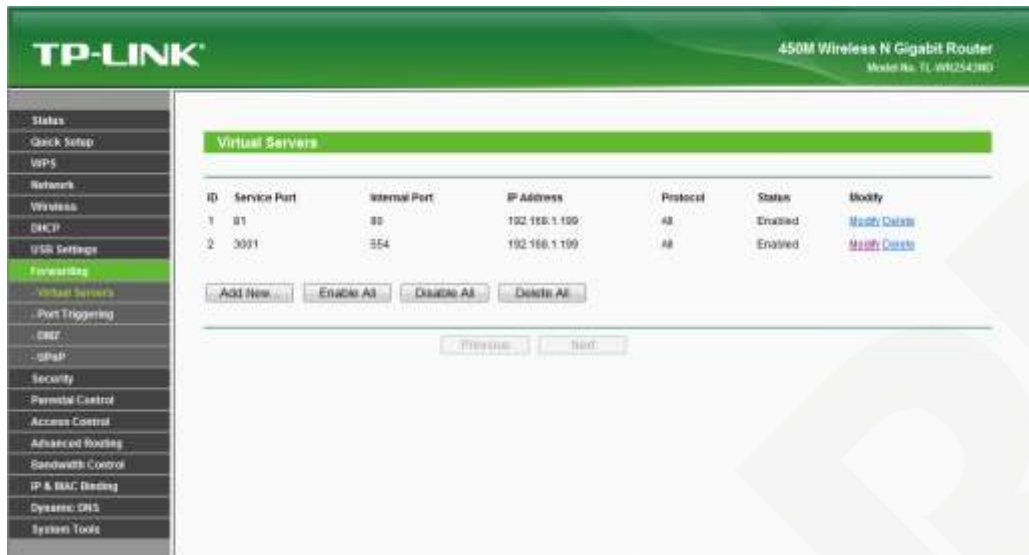 TP-LINK
450M Wireless N Gigabit Router
Model No. TL-WR2543ND
Status
Quick Setup
WPS
Network
Wireless
DHCP
USB Settings
Forwarding
- Virtual Servers
- Port Triggering
- DMZ
- UPnP
Security
Parental Control
Access Control
Advanced Routing
Bandwidth Control
IP & MAC Binding
Dynamic DNS
System Tools
Virtual Servers
ID Service Port Internal Port IP Address Protocol Status Modify
1 81 80 192.168.1.199 All Enabled Modify Delete
2 3001 554 192.168.1.199 All Enabled Modify Delete
Add New... Enable All Disable All Delete All
Previous Next